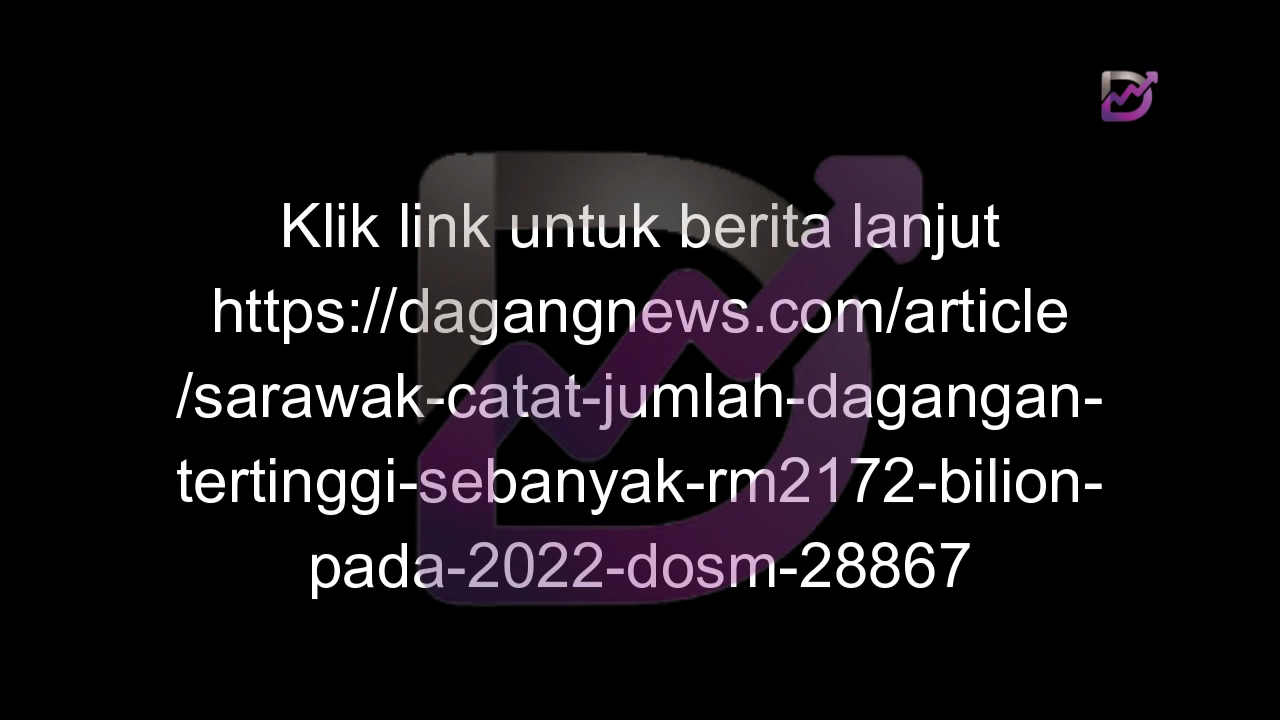 Klik link untuk berita lanjut
https://dagangnews.com/article
/sarawak-catat-jumlah-dagangan-
tertinggi-sebanyak-rm2172-bilion-
pada-2022-dosm-28867